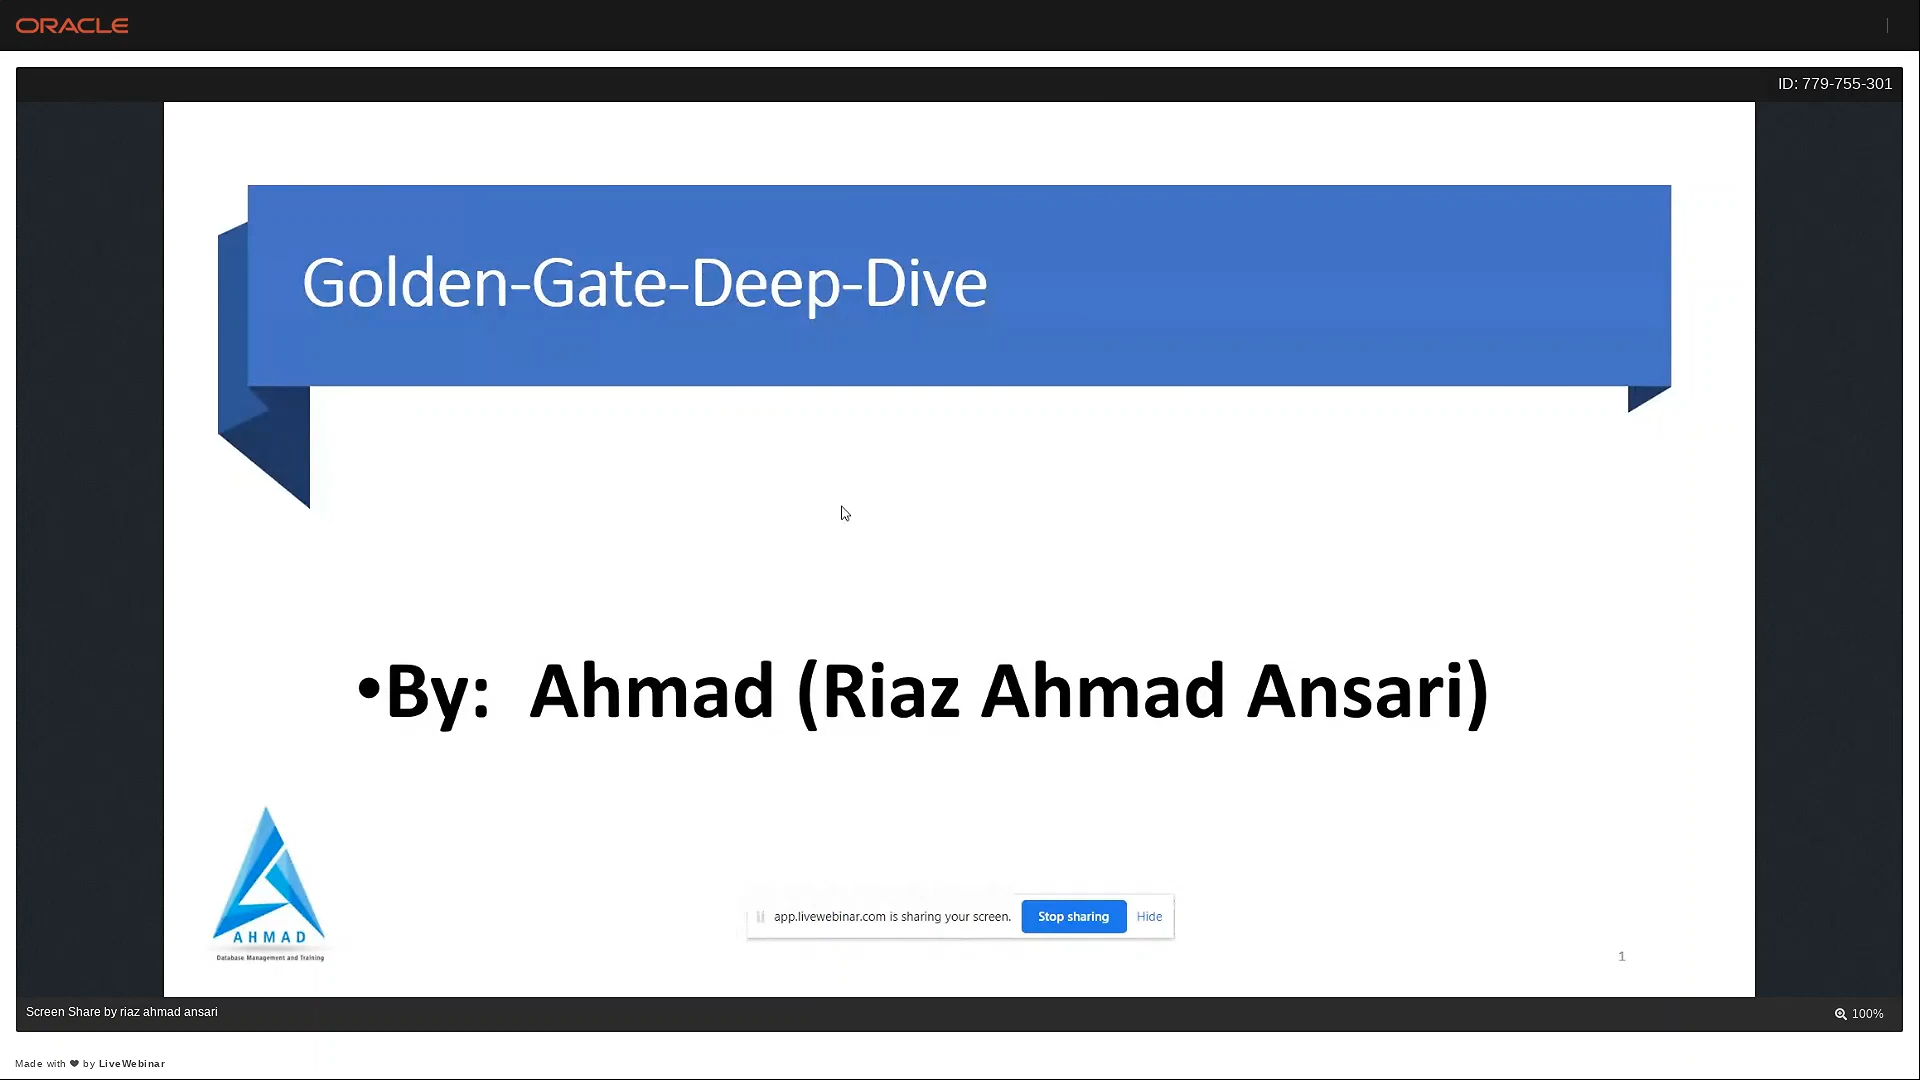 ORACLE
ID: 779-755-301
Golden-Gate-Deep-Dive
•By:  Ahmad (Riaz Ahmad Ansari)
AHMAD
Database Management and Training
app.livewebinar.com is sharing your screen. Stop sharing Hide
1
Screen Share by riaz ahmad ansari
100%
Made with ❤ by LiveWebinar